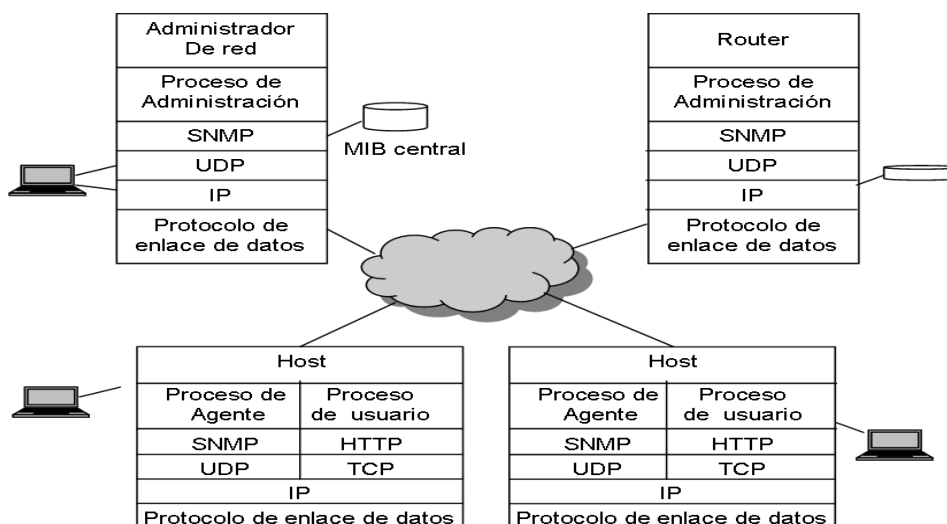 Administrador
De red
Proceso de
Administración
SNMP
UDP
IP
Protocolo de
enlace de datos
MIB central
Router
Proceso de
Administración
SNMP
UDP
IP
Protocolo de
enlace de datos
Host
Proceso de
Agente
Proceso
de usuario
SNMP
HTTP
UDP
TCP
IP
Protocolo de enlace de datos
Host
Proceso de
Agente
Proceso
de usuario
SNMP
HTTP
UDP
TCP
IP
Protocolo de enlace de datos